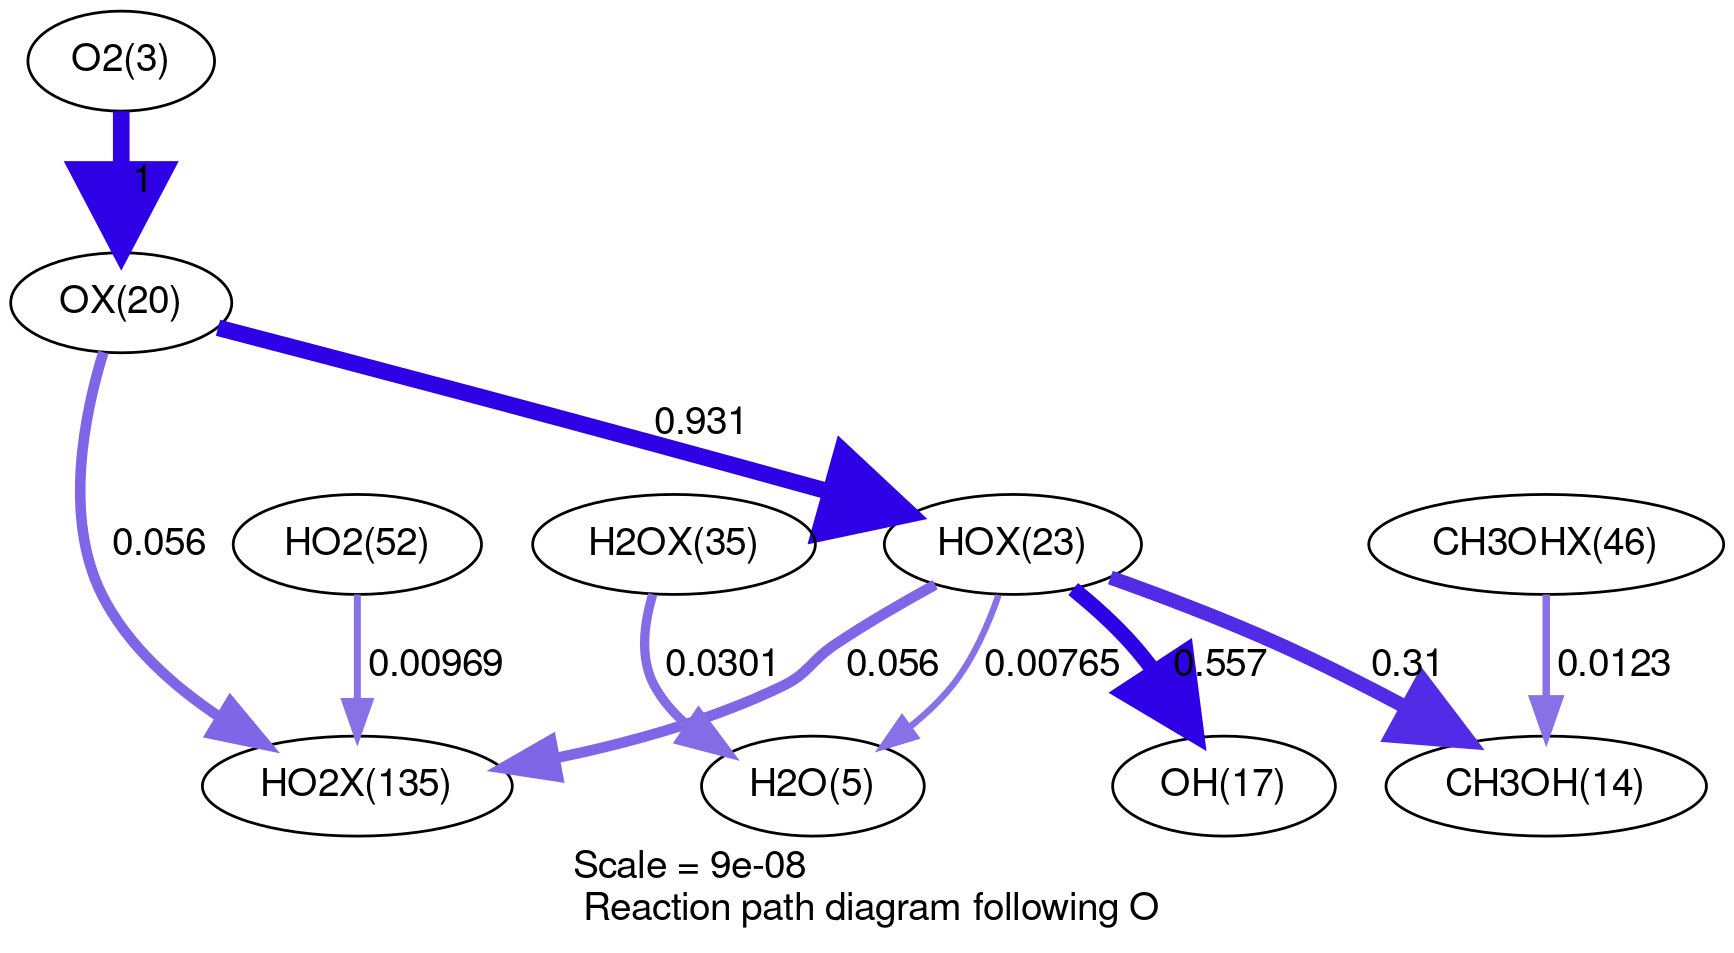 O2(3)
1
OX(20)
0.931
0.056
HO2(52)
H2OX(35)
HOX(23)
CH3OHX(46)
0.00969
0.0301
0.056
0.00765
0.557
0.31
0.0123
HO2X(135)
H2O(5)
OH(17)
CH3OH(14)
Scale = 9e-08
Reaction path diagram following O